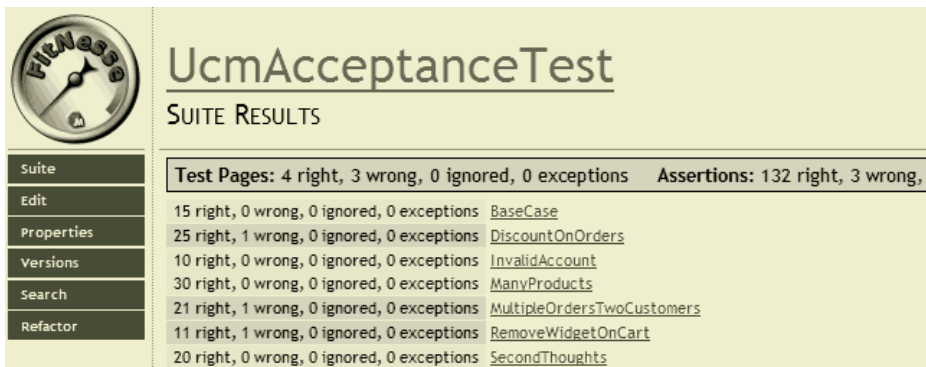 FitNesse
UcmAcceptanceTest
SUITE RESULTS
Suite
Edit
Properties
Versions
Search
Refactor
Test Pages: 4 right, 3 wrong, 0 ignored, 0 exceptions Assertions: 132 right, 3 wrong,
15 right, 0 wrong, 0 ignored, 0 exceptions BaseCase
25 right, 1 wrong, 0 ignored, 0 exceptions DiscountOnOrders
10 right, 0 wrong, 0 ignored, 0 exceptions InvalidAccount
30 right, 0 wrong, 0 ignored, 0 exceptions ManyProducts
21 right, 1 wrong, 0 ignored, 0 exceptions MultipleOrdersTwoCustomers
11 right, 1 wrong, 0 ignored, 0 exceptions RemoveWidgetOnCart
20 right, 0 wrong, 0 ignored, 0 exceptions SecondThoughts